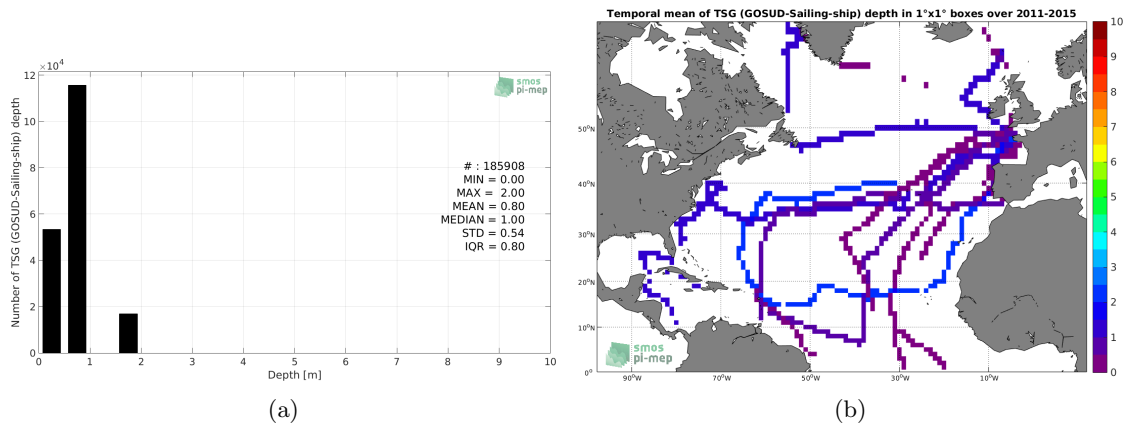 ×10⁴
12
10
8
6
4
2
0
Number of TSG (GOSUD-Sailing-ship) depth
smos
pi-mep
# : 185908
MIN = 0.00
MAX = 2.00
MEAN = 0.80
MEDIAN = 1.00
STD = 0.54
IQR = 0.80
0 1 2 3 4 5 6 7 8 9 10
Depth [m]
(a)
Temporal mean of TSG (GOSUD-Sailing-ship) depth in 1°x1° boxes over 2011-2015
50°N
40°N
30°N
20°N
10°N
0°
90°W 70°W 50°W 30°W 10°W
smos
pi-mep
10
9
8
7
6
5
4
3
2
1
0
(b)